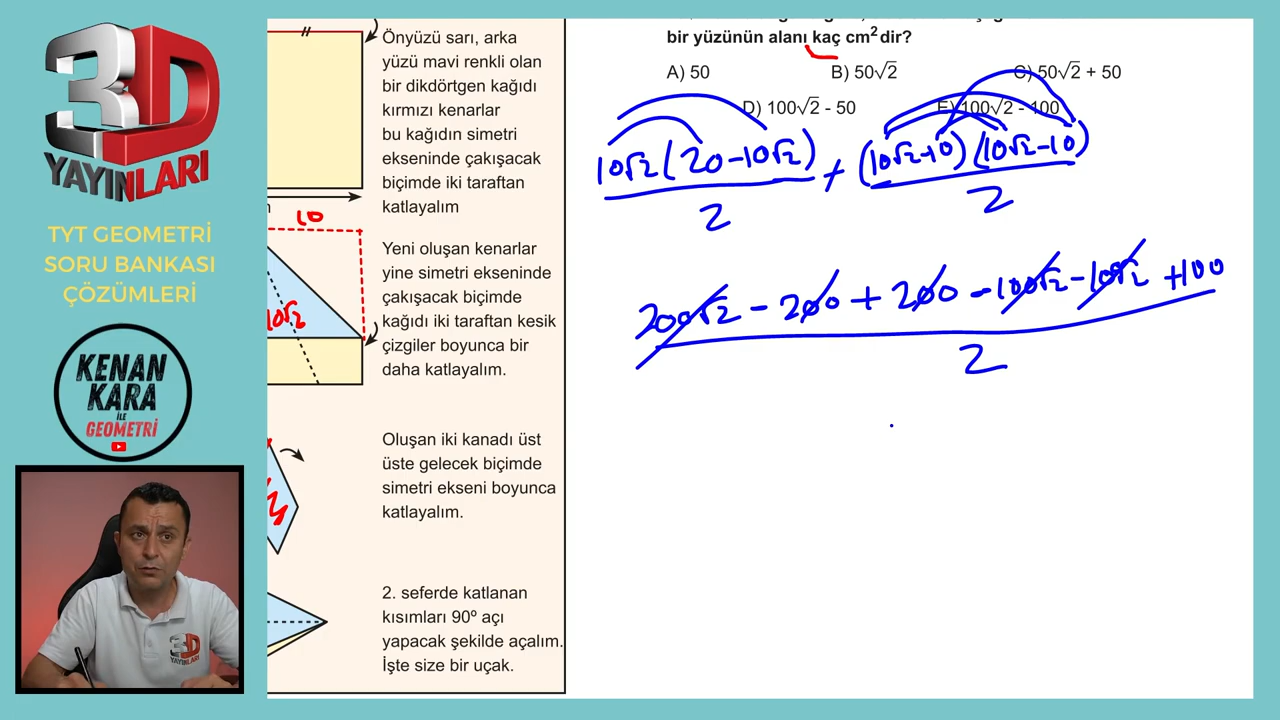 3D
YAYINLARI
TYT GEOMETRİ
SORU BANKASI
ÇÖZÜMLERİ
KENAN
KARA
İLE
GEOMETRİ
3D
YAYINLARI
Önyüzü sarı, arka
yüzü mavi renkli olan
bir dikdörtgen kağıdı
kırmızı kenarlar
bu kağıdın simetri
ekseninde çakışacak
biçimde iki taraftan
katlayalım
10
Yeni oluşan kenarlar
yine simetri ekseninde
çakışacak biçimde
kağıdı iki taraftan kesik
çizgiler boyunca bir
daha katlayalım.
10√2
Oluşan iki kanadı üst
üste gelecek biçimde
simetri ekseni boyunca
katlayalım.
2. seferde katlanan
kısımları 90º açı
yapacak şekilde açalım.
İşte size bir uçak.
bir yüzünün alanı kaç cm² dir?
A) 50 B) 50√2 C) 50√2 + 50
D) 100√2 - 50 E) 100√2 - 100
10√2(20-10√2) + (10√2+10)(10√2-10)
2 2
200√2 - 200 + 200 - 100√2 - 10√2 + 100
2